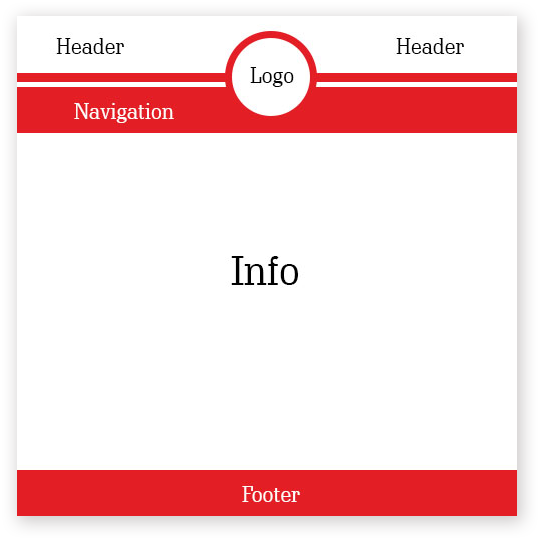 Header
Header
Logo
Navigation
Info
Footer